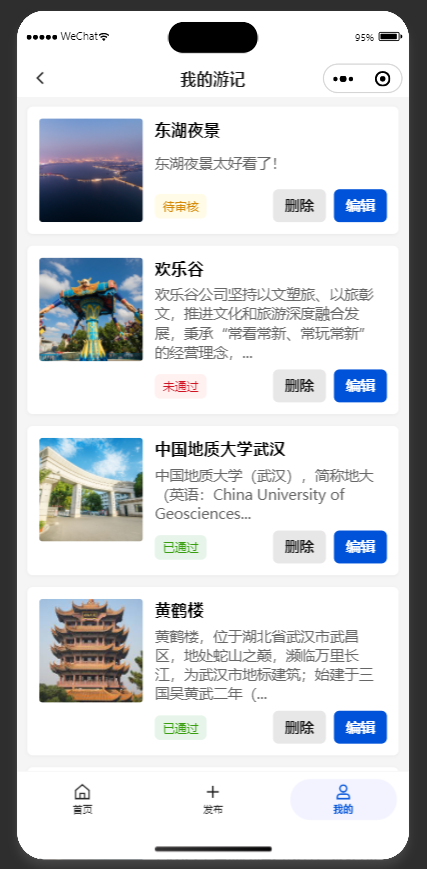 WeChat
95%
我的游记
东湖夜景
东湖夜景太好看了！
待审核
删除
编辑
欢乐谷
欢乐谷公司坚持以文塑旅、以旅彰
文，推进文化和旅游深度融合发
展，秉承“常看常新、常玩常新”
的经营理念，...
未通过
删除
编辑
中国地质大学武汉
中国地质大学（武汉），简称地大
（英语：China University of
Geosciences...
已通过
删除
编辑
黄鹤楼
黄鹤楼，位于湖北省武汉市武昌
区，地处蛇山之巅，濒临万里长
江，为武汉市地标建筑；始建于三
国吴黄武二年（...
已通过
删除
编辑
首页
发布
我的